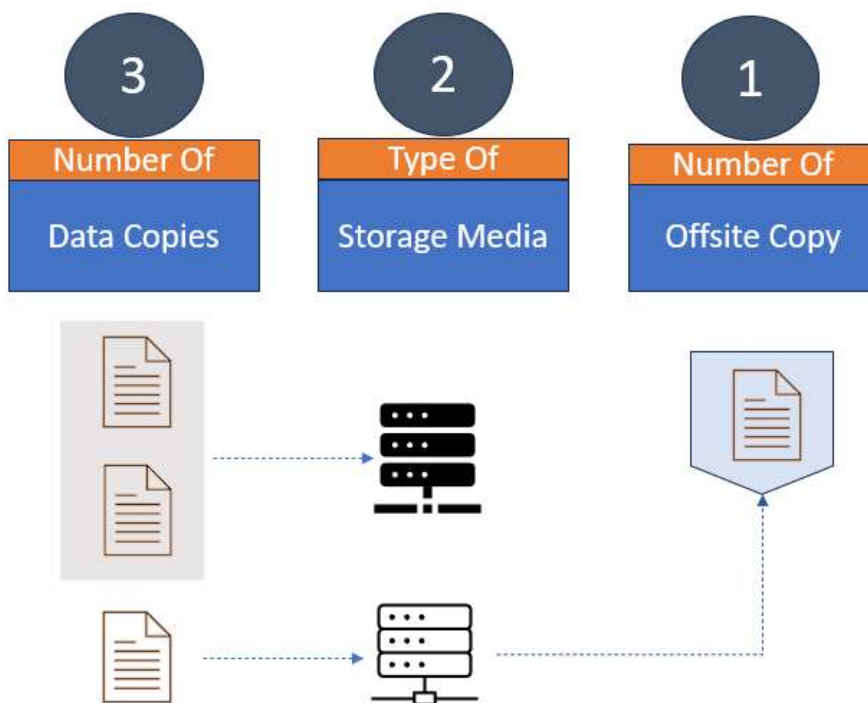 3
Number Of
Data Copies
2
Type Of
Storage Media
1
Number Of
Offsite Copy